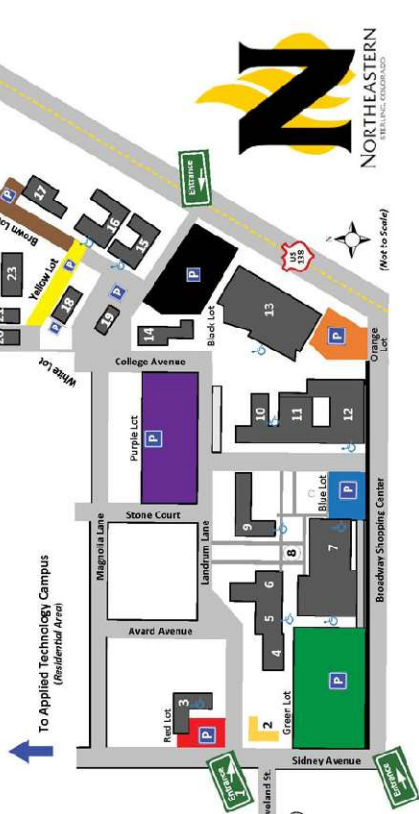 NORTHEASTERN
STERLING, COLORADO
Entrance
US
138
(Not to Scale)
17
16
15
Brown Lot
P
23
Yellow Lot
P
18
P
19
P
P
Black Lot
13
P
Orange
Lot
14
White Lot
College Avenue
Purple Lot
P
10
11
12
Magnolia Lane
Stone Court
Landrum Lane
9
8
Blue Lot
P
7
6
5
4
Broadway Shopping Center
To Applied Technology Campus
(Residential Area)
Avard Avenue
Red Lot
3
P
2
Green Lot
P
Sidney Avenue
Entrance
Entrance